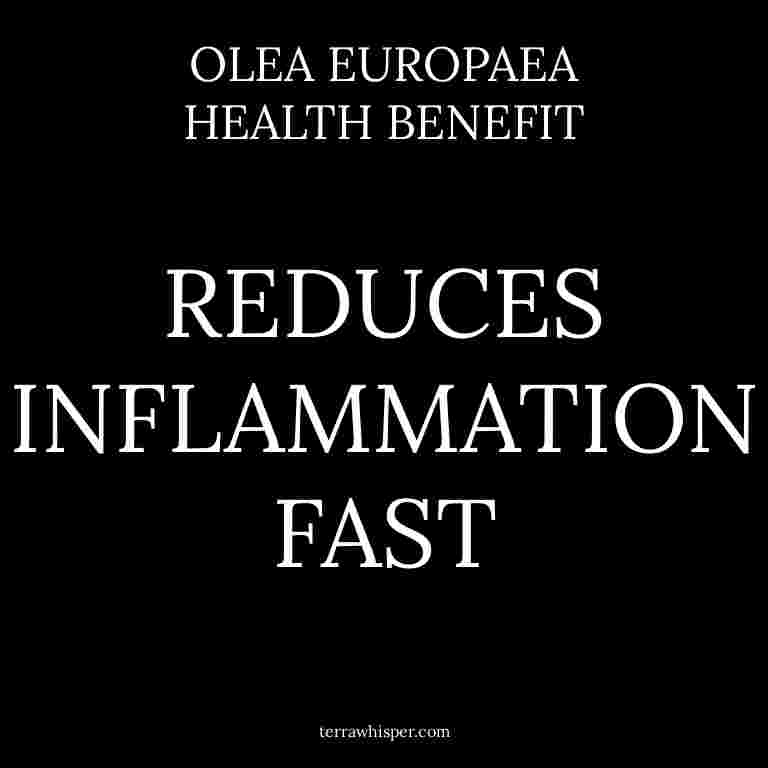 OLEA EUROPAEA
HEALTH BENEFIT
REDUCES
INFLAMMATION
FAST
terrawhisper.com